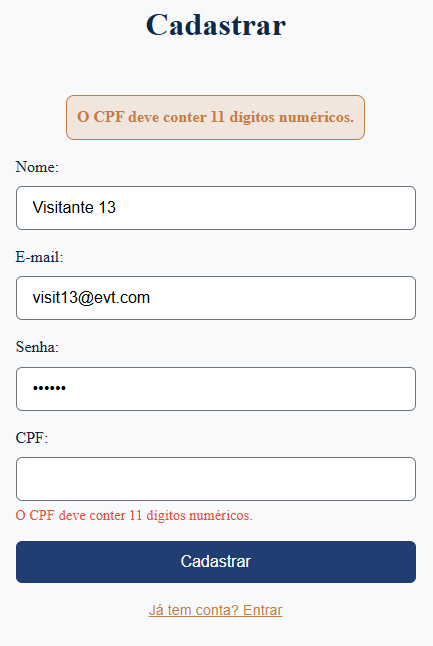 Cadastrar
O CPF deve conter 11 dígitos numéricos.
Nome:
Visitante 13
E-mail:
visit13@evt.com
Senha:
••••••
CPF:
O CPF deve conter 11 dígitos numéricos.
Cadastrar
Já tem conta? Entrar